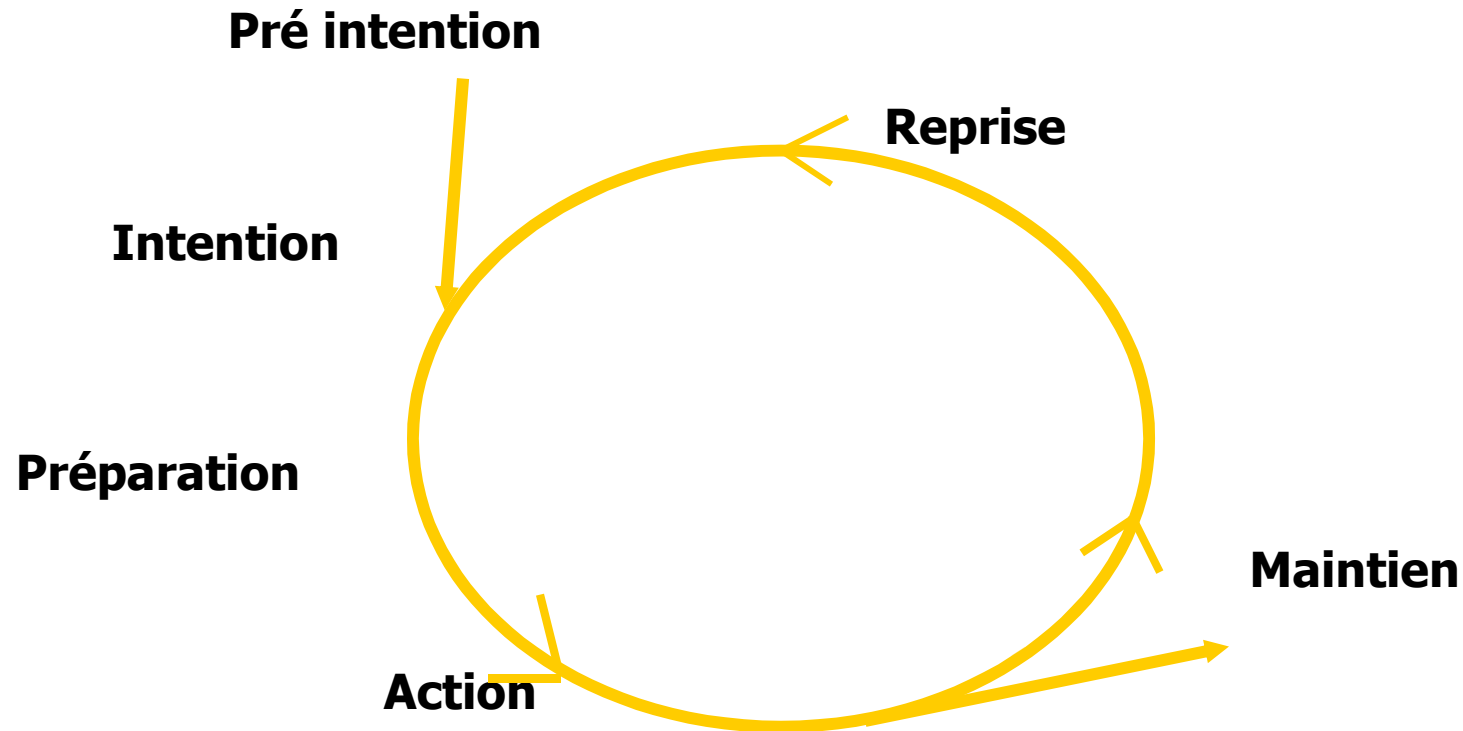 Pré intention
Reprise
Intention
Préparation
Maintien
Action